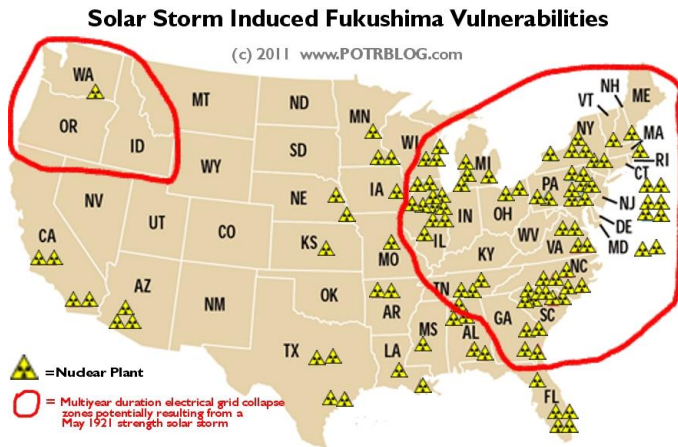 Solar Storm Induced Fukushima Vulnerabilities
(c) 2011 www.POTRBLOG.com
WA
MT
ND
MN
OR
ID
WY
SD
WI
MI
NY
VT
NH
ME
MA
RI
CT
NV
UT
CO
NE
IA
IL
IN
OH
PA
NJ
DE
MD
CA
AZ
NM
KS
MO
KY
WV
VA
OK
AR
TN
NC
SC
TX
LA
MS
AL
GA
FL
=Nuclear Plant
= Multiyear duration electrical grid collapse
zones potentially resulting from a
May 1921 strength solar storm